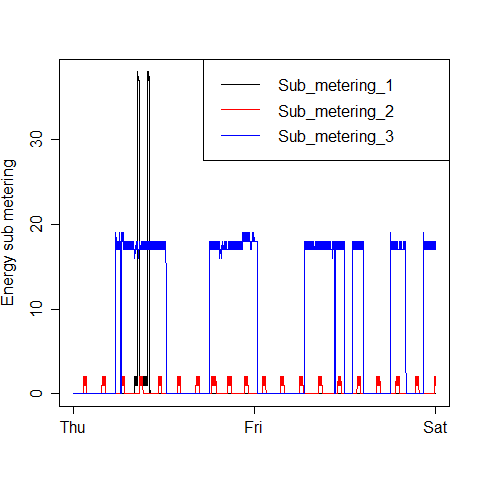 Sub_metering_1
Sub_metering_2
Sub_metering_3
Energy sub metering
30
20
10
0
Thu
Fri
Sat